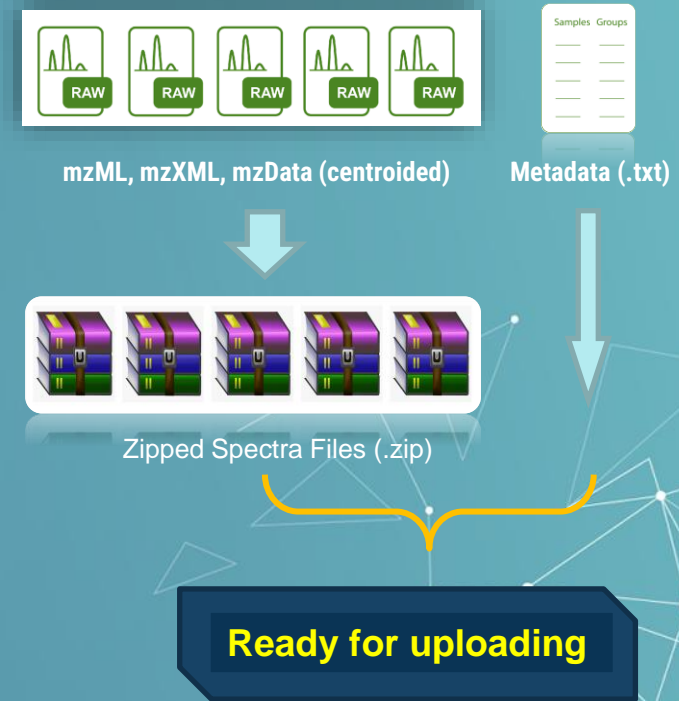 Samples Groups
RAW RAW RAW RAW RAW
mzML, mzXML, mzData (centroided) Metadata (.txt)
U U U U U
Zipped Spectra Files (.zip)
Ready for uploading